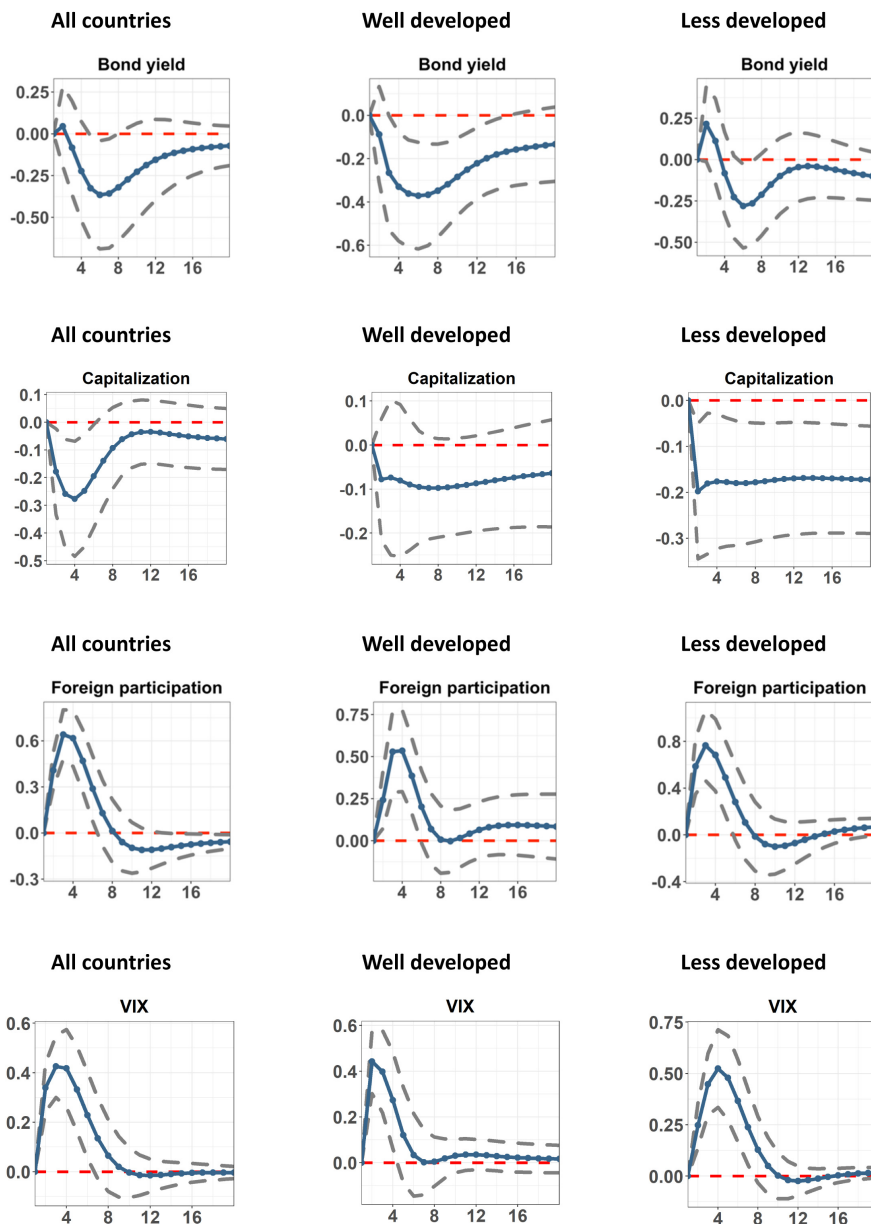 All countries Well developed Less developed
Bond yield Bond yield Bond yield
0.25
0.00
-0.25
-0.50
4 8 12 16
0.0
-0.2
-0.4
-0.6
4 8 12 16
0.25
0.00
-0.25
-0.50
4 8 12 16
All countries Well developed Less developed
Capitalization Capitalization Capitalization
0.1
0.0
-0.1
-0.2
-0.3
-0.4
-0.5
4 8 12 16
0.1
0.0
-0.1
-0.2
4 8 12 16
0.0
-0.1
-0.2
-0.3
4 8 12 16
All countries Well developed Less developed
Foreign participation Foreign participation Foreign participation
0.6
0.3
0.0
-0.3
4 8 12 16
0.75
0.50
0.25
0.00
4 8 12 16
0.8
0.4
0.0
-0.4
4 8 12 16
All countries Well developed Less developed
VIX VIX VIX
0.6
0.4
0.2
0.0
4 8 12 16
0.6
0.4
0.2
0.0
4 8 12 16
0.75
0.50
0.25
0.00
4 8 12 16